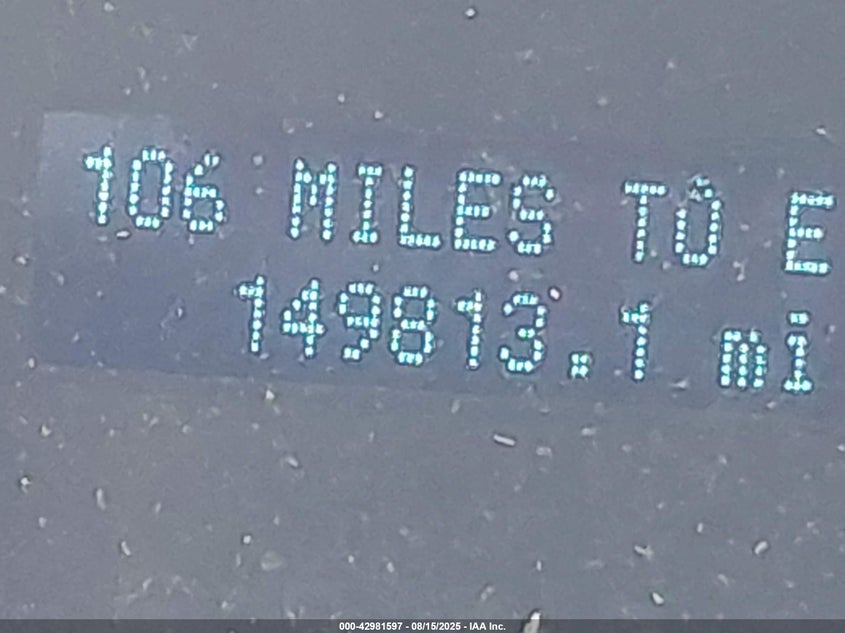 106 MILES TO E
149813.1 mi
000-42981597 - 08/15/2025 - IAA Inc.